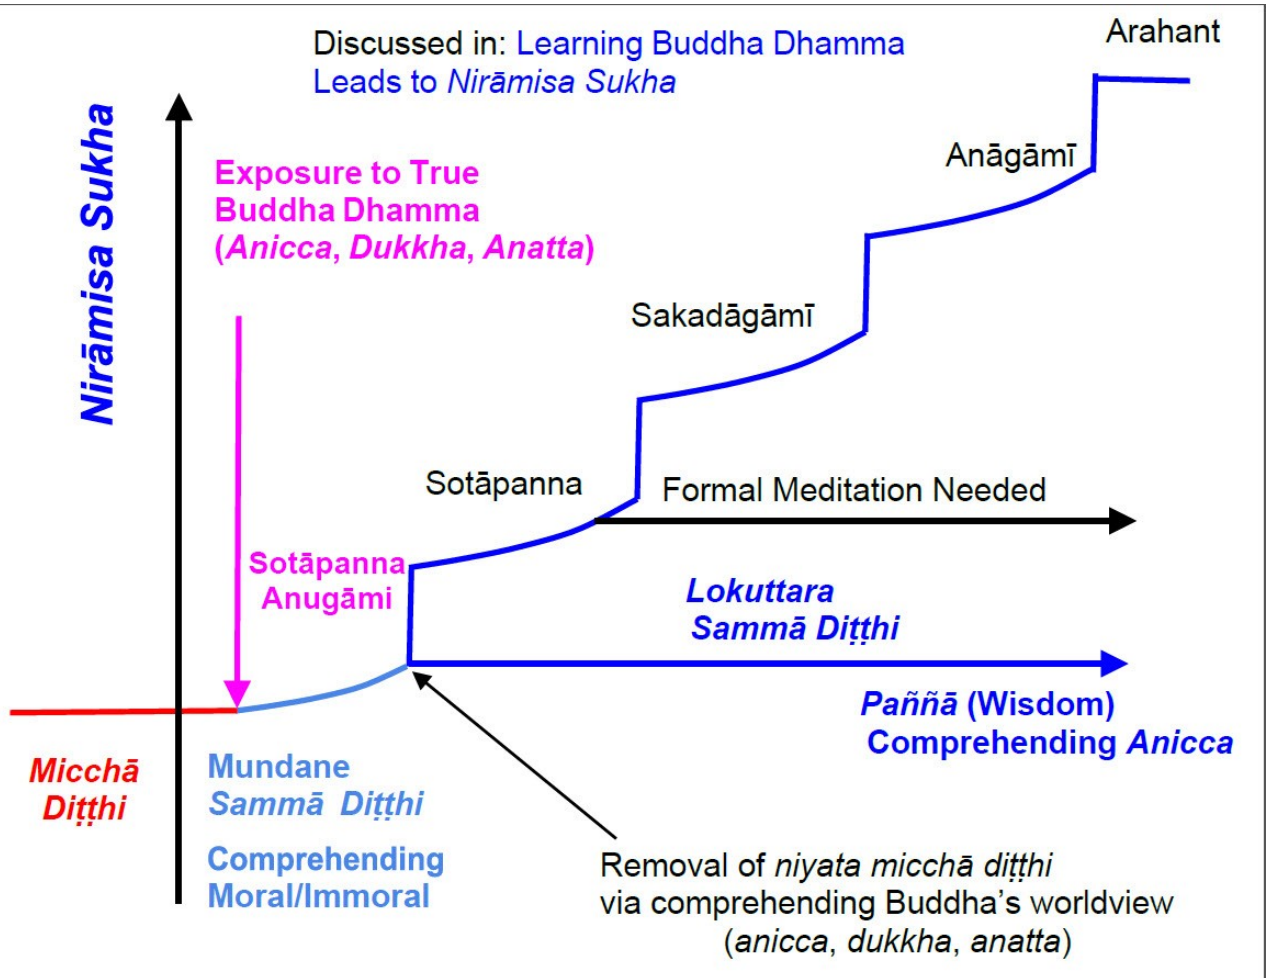 Discussed in: Learning Buddha Dhamma
Leads to Nirāmisa Sukha
Arahant
Nirāmisa Sukha
Exposure to True
Buddha Dhamma
(Anicca, Dukkha, Anatta)
Anāgāmī
Sakadāgāmī
Sotāpanna
Formal Meditation Needed
Sotāpanna
Anugāmi
Lokuttara
Sammā Diṭṭhi
Paññā (Wisdom)
Comprehending Anicca
Micchā
Diṭṭhi
Mundane
Sammā Diṭṭhi
Comprehending
Moral/Immoral
Removal of niyata micchā diṭṭhi
via comprehending Buddha's worldview
(anicca, dukkha, anatta)